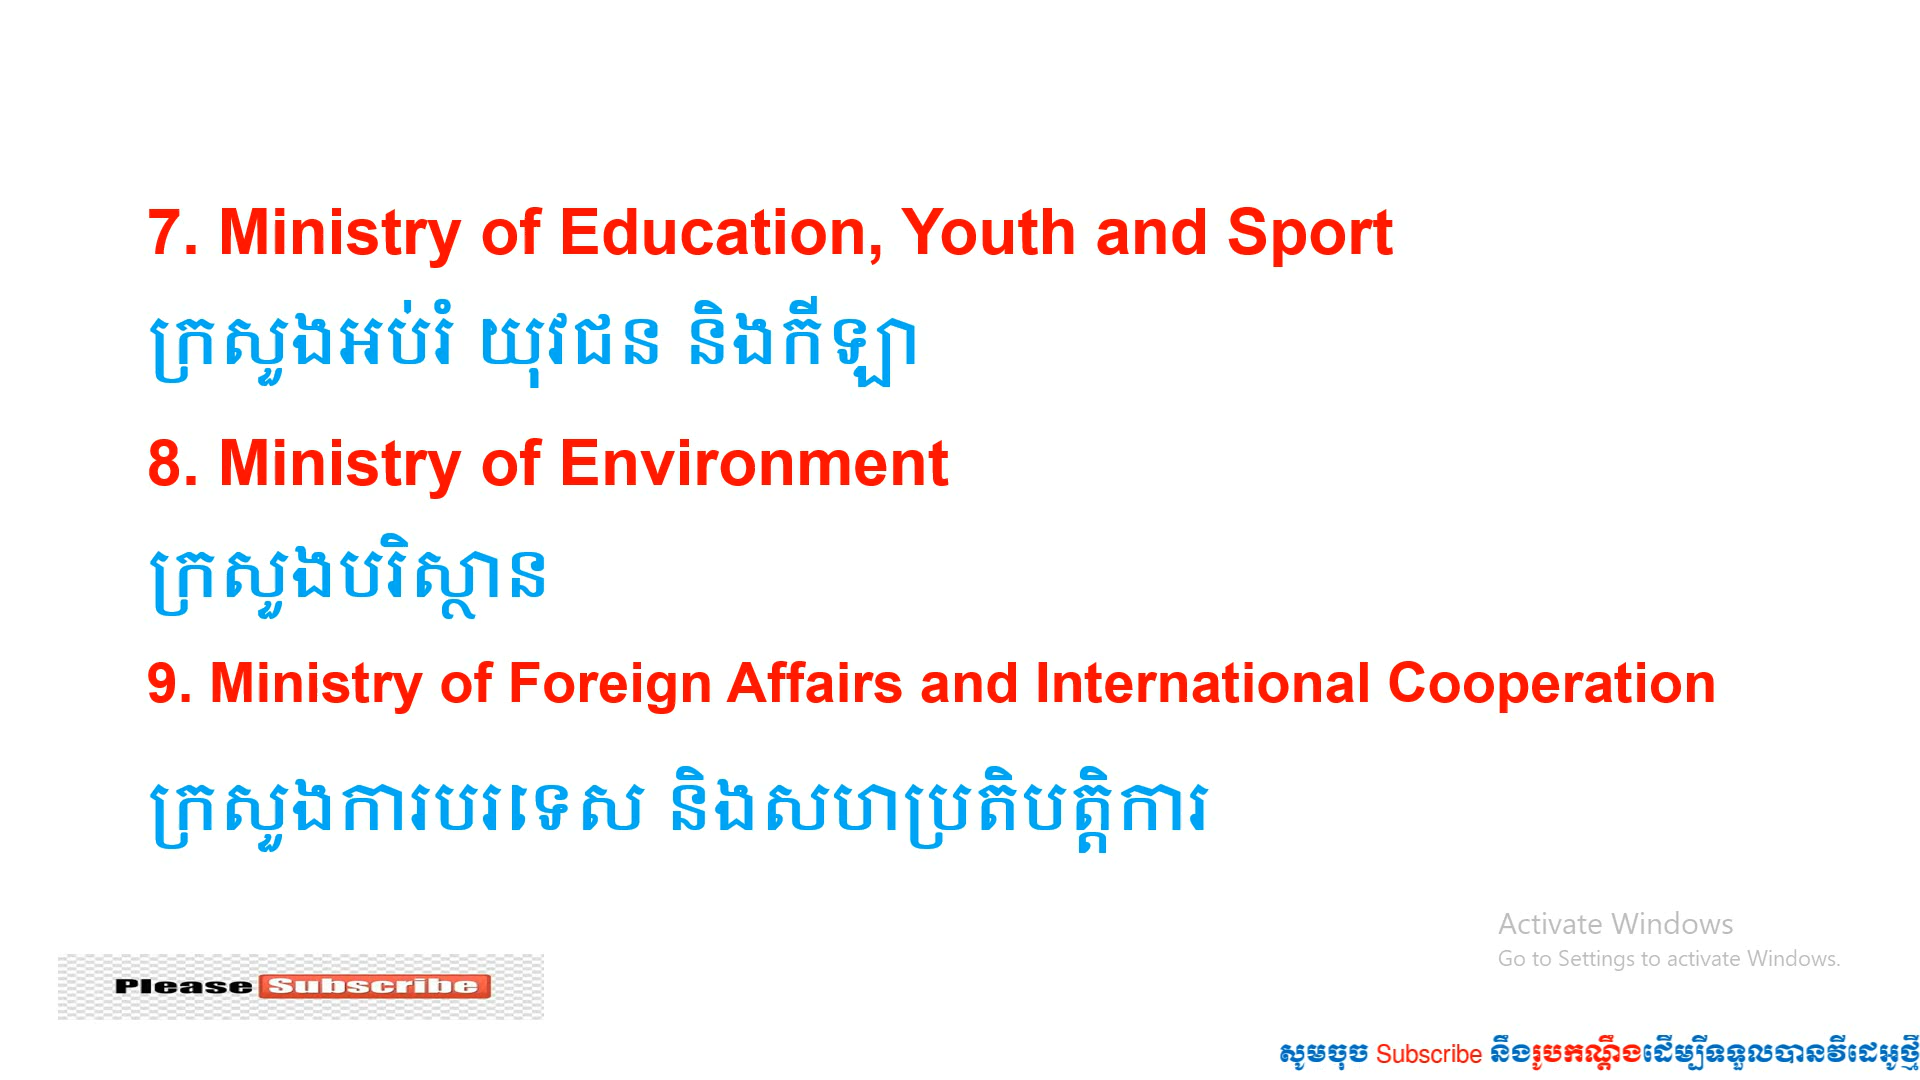 7. Ministry of Education, Youth and Sport
ក្រសួងអប់រំ យុវជន និងកីឡា
8. Ministry of Environment
ក្រសួងបរិស្ថាន
9. Ministry of Foreign Affairs and International Cooperation
ក្រសួងការបរទេស និងសហប្រតិបត្តិការ
Activate Windows
Go to Settings to activate Windows.
Please Subscribe
សូមចុច Subscribe នឹងរូបកណ្ដឹងដើម្បីទទួលបានវីដេអូថ្មី